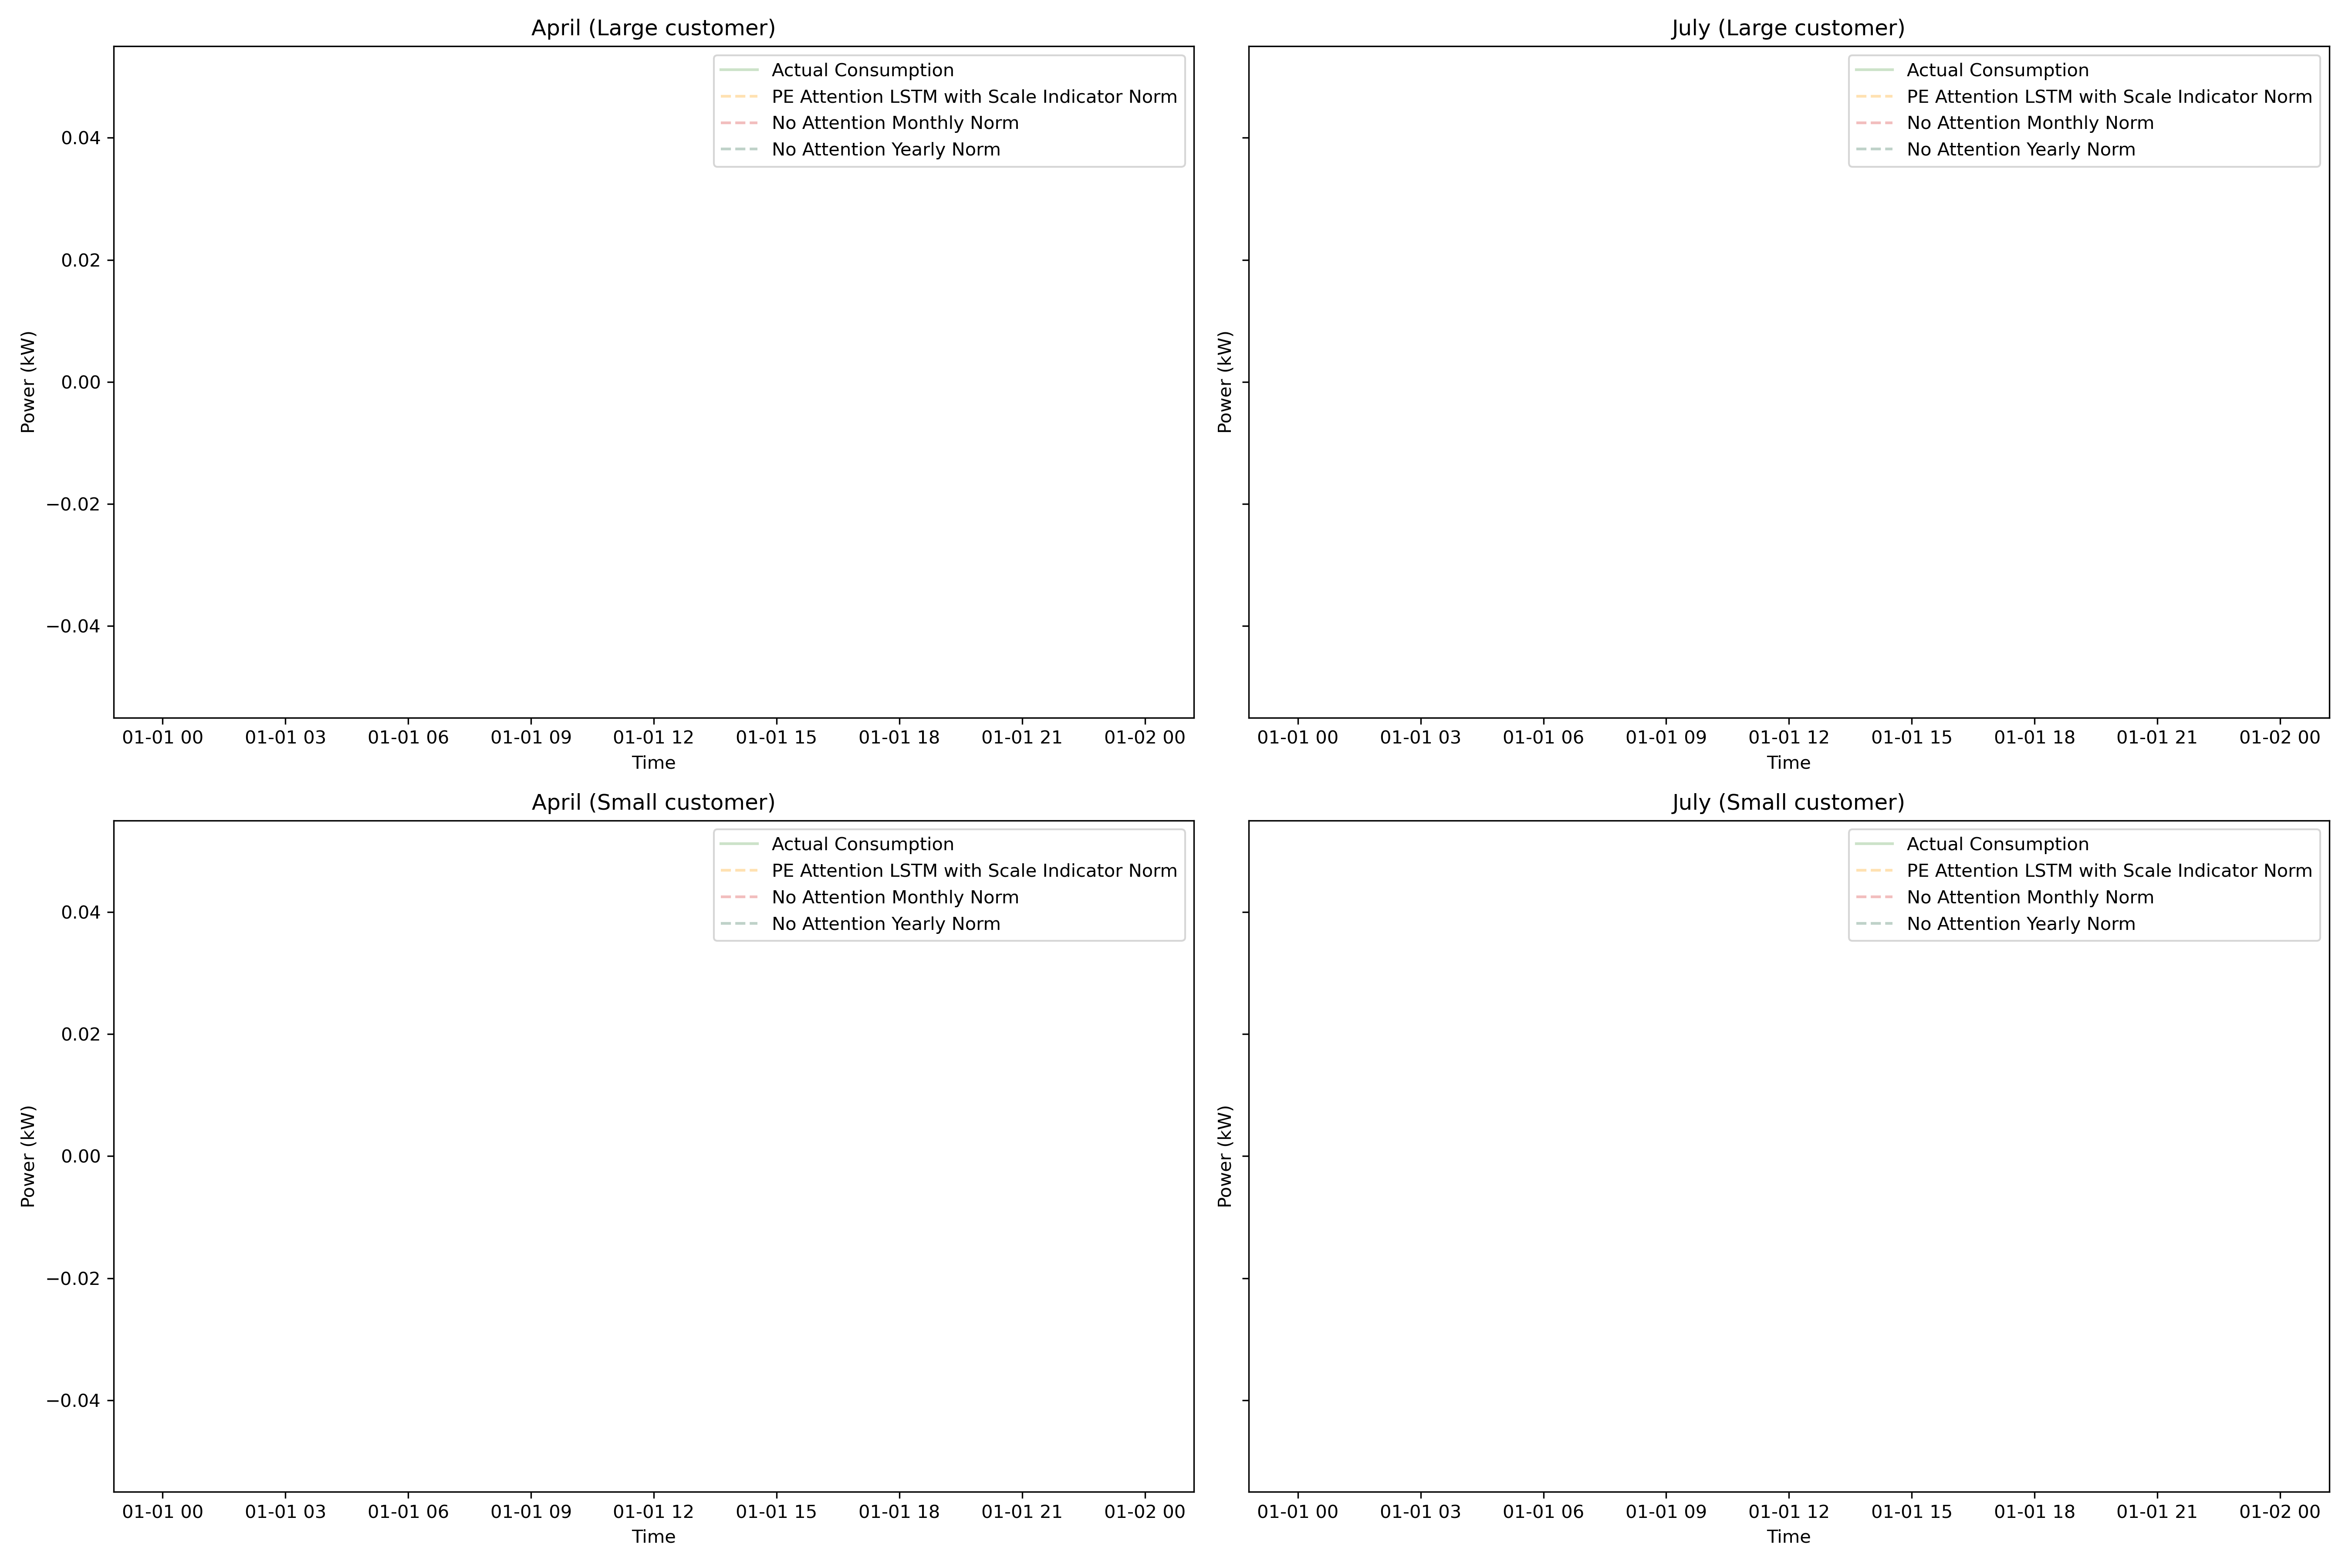 April (Large customer)
Actual Consumption
PE Attention LSTM with Scale Indicator Norm
No Attention Monthly Norm
No Attention Yearly Norm
0.04
0.02
0.00
−0.02
−0.04
Power (kW)
01-01 00 01-01 03 01-01 06 01-01 09 01-01 12 01-01 15 01-01 18 01-01 21 01-02 00
Time
July (Large customer)
Actual Consumption
PE Attention LSTM with Scale Indicator Norm
No Attention Monthly Norm
No Attention Yearly Norm
Power (kW)
01-01 00 01-01 03 01-01 06 01-01 09 01-01 12 01-01 15 01-01 18 01-01 21 01-02 00
Time
April (Small customer)
Actual Consumption
PE Attention LSTM with Scale Indicator Norm
No Attention Monthly Norm
No Attention Yearly Norm
0.04
0.02
0.00
−0.02
−0.04
Power (kW)
01-01 00 01-01 03 01-01 06 01-01 09 01-01 12 01-01 15 01-01 18 01-01 21 01-02 00
Time
July (Small customer)
Actual Consumption
PE Attention LSTM with Scale Indicator Norm
No Attention Monthly Norm
No Attention Yearly Norm
Power (kW)
01-01 00 01-01 03 01-01 06 01-01 09 01-01 12 01-01 15 01-01 18 01-01 21 01-02 00
Time